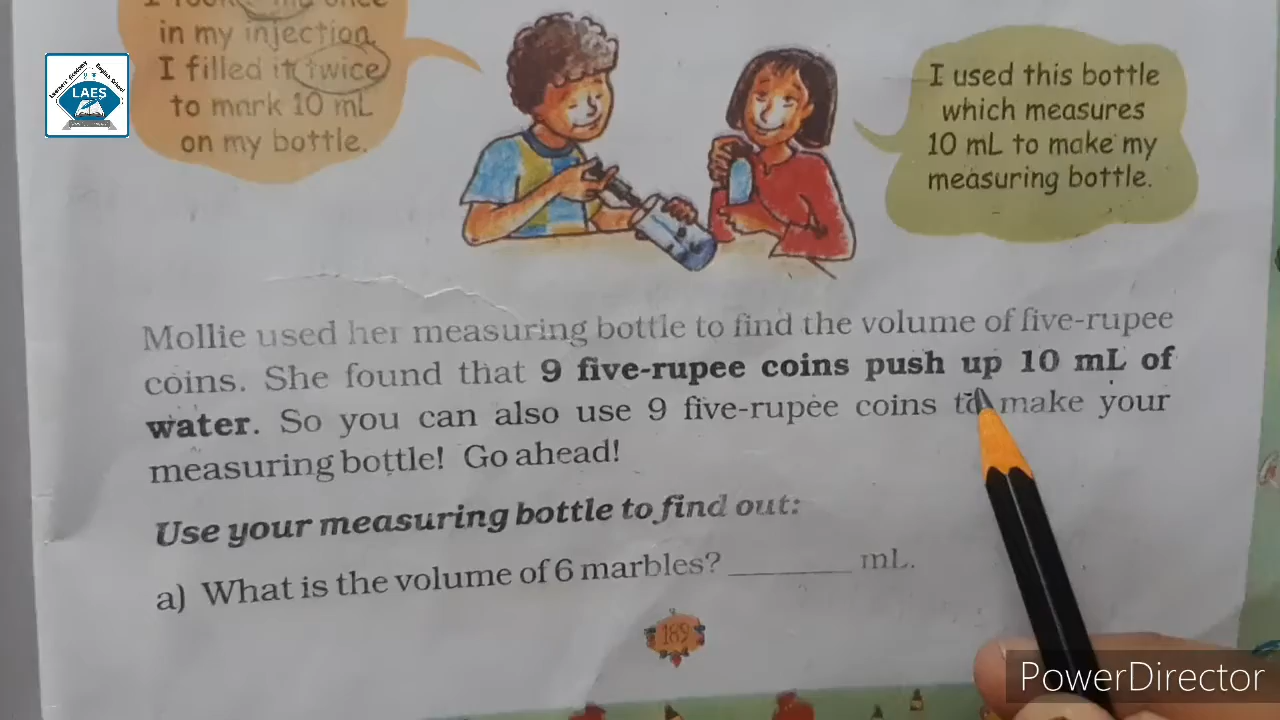 in my injection.
I filled it twice
to mark 10 mL
on my bottle.
LAES
I used this bottle
which measures
10 mL to make my
measuring bottle.
Mollie used her measuring bottle to find the volume of five-rupee
coins. She found that 9 five-rupee coins push up 10 mL of
water. So you can also use 9 five-rupee coins to make your
measuring bottle! Go ahead!
Use your measuring bottle to find out:
a) What is the volume of 6 marbles? ________ mL.
189
PowerDirector